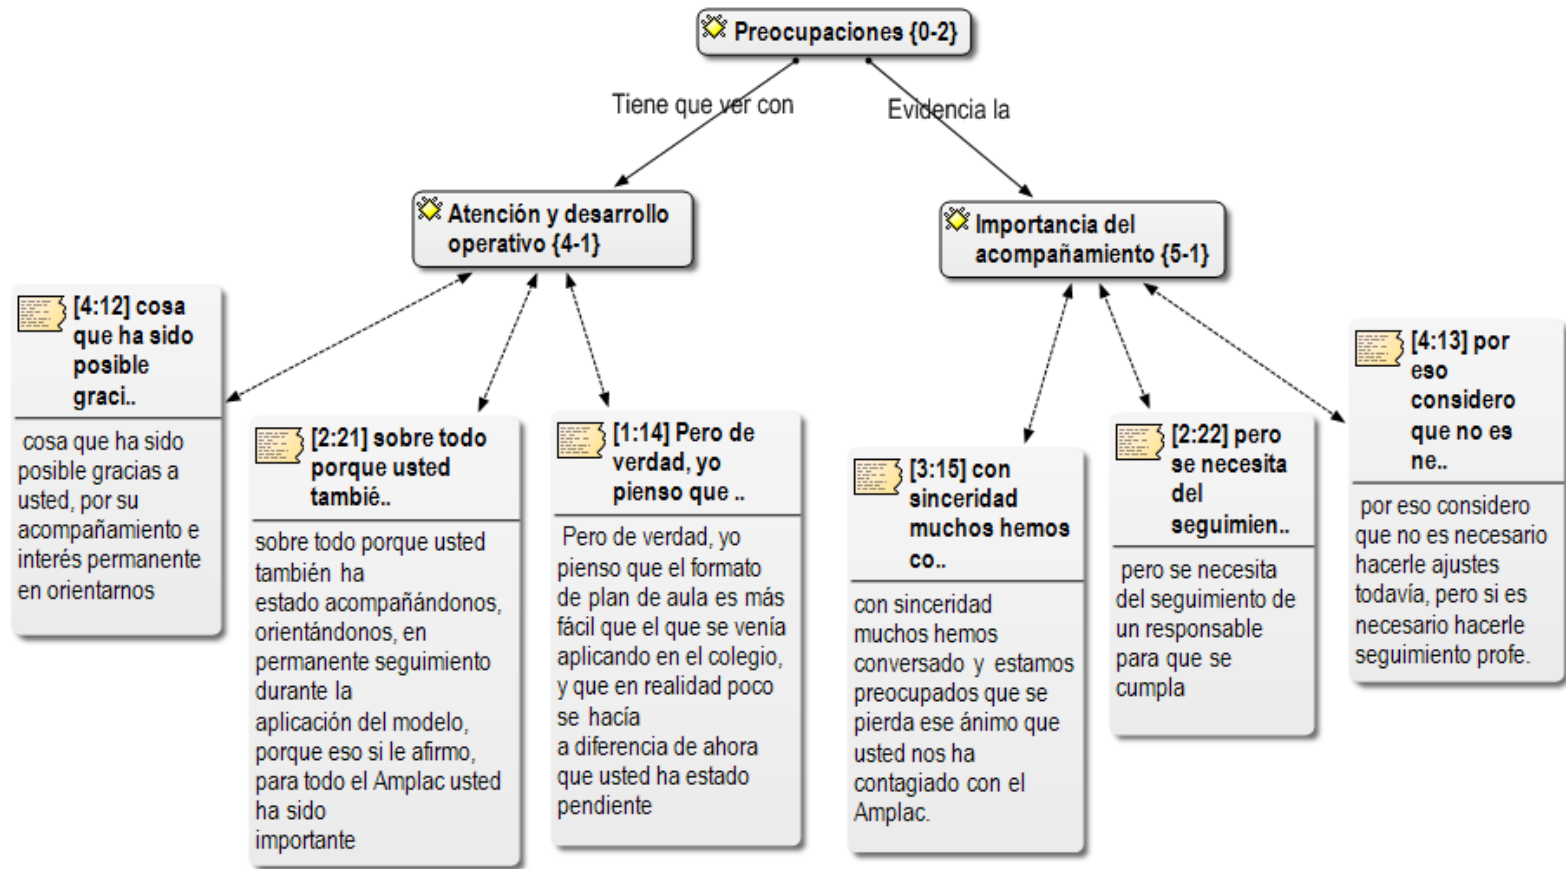 Preocupaciones {0-2}
Tiene que ver con
Evidencia la
Atención y desarrollo
operativo {4-1}
Importancia del
acompañamiento {5-1}
[4:12] cosa
que ha sido
posible
graci..
cosa que ha sido
posible gracias a
usted, por su
acompañamiento e
interés permanente
en orientarnos
[2:21] sobre todo
porque usted
tambié..
sobre todo porque usted
también ha
estado acompañándonos,
orientándonos, en
permanente seguimiento
durante la
aplicación del modelo,
porque eso si le afirmo,
para todo el Amplac usted
ha sido
importante
[1:14] Pero de
verdad, yo
pienso que ..
Pero de verdad, yo
pienso que el formato
de plan de aula es más
fácil que el que se venía
aplicando en el colegio,
y que en realidad poco
se hacía
a diferencia de ahora
que usted ha estado
pendiente
[3:15] con
sinceridad
muchos hemos
co..
con sinceridad
muchos hemos
conversado y estamos
preocupados que se
pierda ese ánimo que
usted nos ha
contagiado con el
Amplac.
[2:22] pero
se necesita
del
seguimien..
pero se necesita
del seguimiento de
un responsable
para que se
cumpla
[4:13] por
eso
considero
que no es
ne..
por eso considero
que no es necesario
hacerle ajustes
todavía, pero si es
necesario hacerle
seguimiento profe.